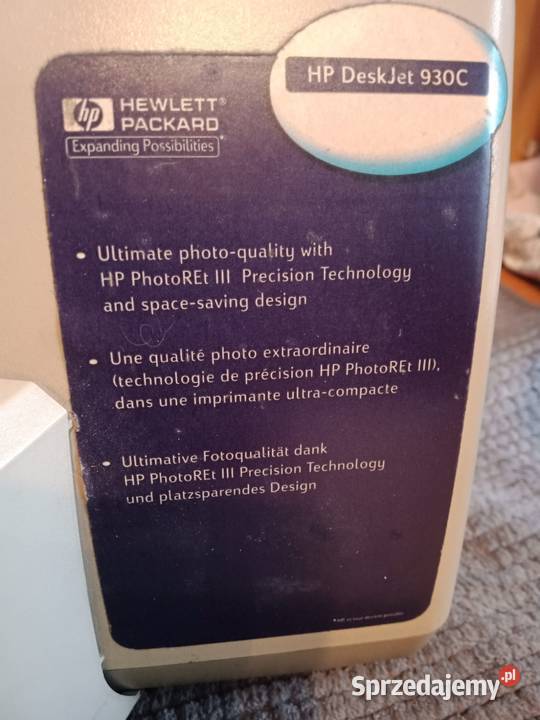 HP DeskJet 930C
hp HEWLETT®
PACKARD
Expanding Possibilities*
• Ultimate photo-quality with
HP PhotoREt III Precision Technology
and space-saving design
• Une qualité photo extraordinaire
(technologie de précision HP PhotoREt III),
dans une imprimante ultra-compacte
• Ultimative Fotoqualität dank
HP PhotoREt III Precision Technology
und platzsparendes Design
Sprzedajemy.pl